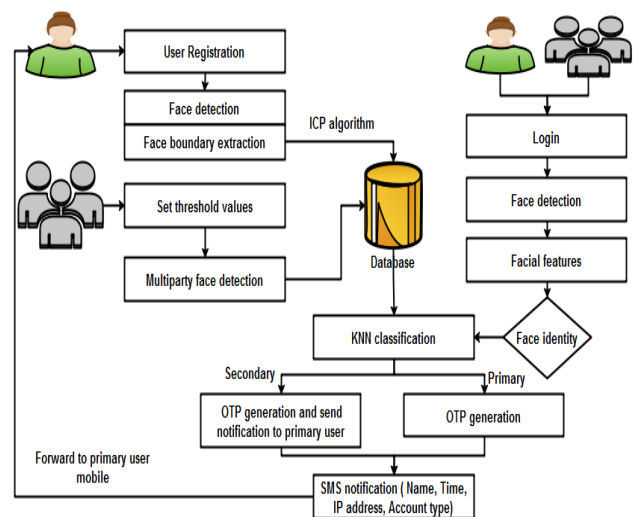 User Registration
Face detection
Face boundary extraction
ICP algorithm
Set threshold values
Multiparty face detection
Database
Login
Face detection
Facial features
Face identity
KNN classification
Secondary
Primary
OTP generation and send
notification to primary user
OTP generation
Forward to primary user
mobile
SMS notification ( Name, Time,
IP address, Account type)